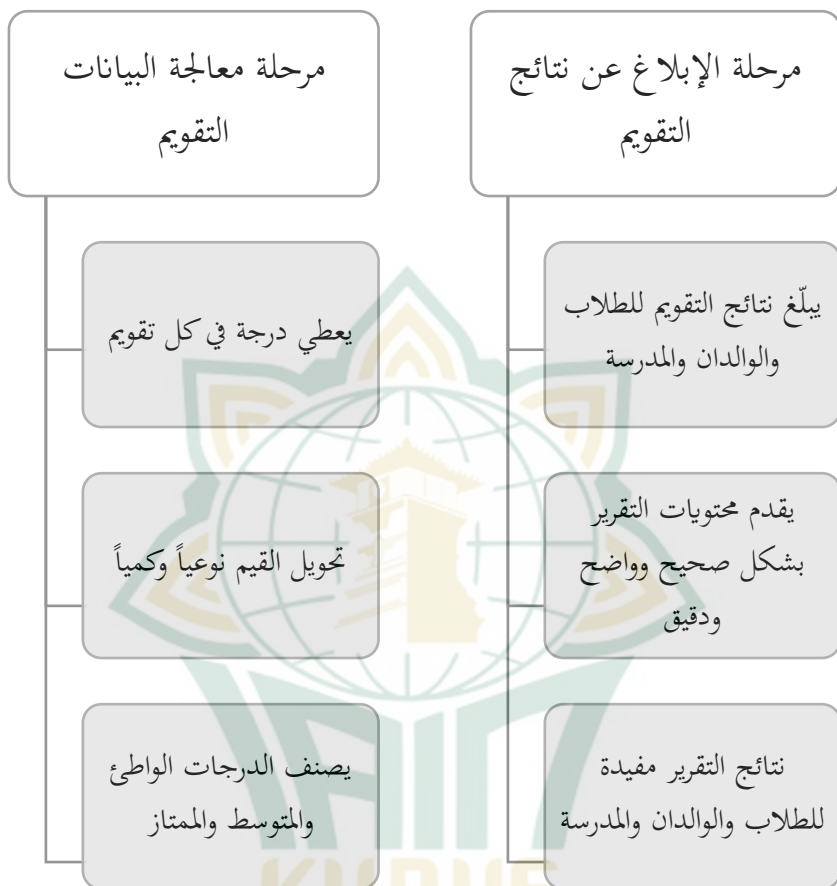 مرحلة الإبلاغ عن نتائج
التقويم
يبلّغ نتائج التقويم للطلاب
والوالدان والمدرسة
يقدم محتويات التقرير
بشكل صحيح وواضح
ودقيق
نتائج التقرير مفيدة
للطلاب والوالدان والمدرسة
مرحلة معالجة البيانات
التقويم
يعطي درجة في كل تقويم
تحويل القيم نوعياً وكمياً
يصنف الدرجات الواطئ
والمتوسط والممتاز
IAIN
KUDUS